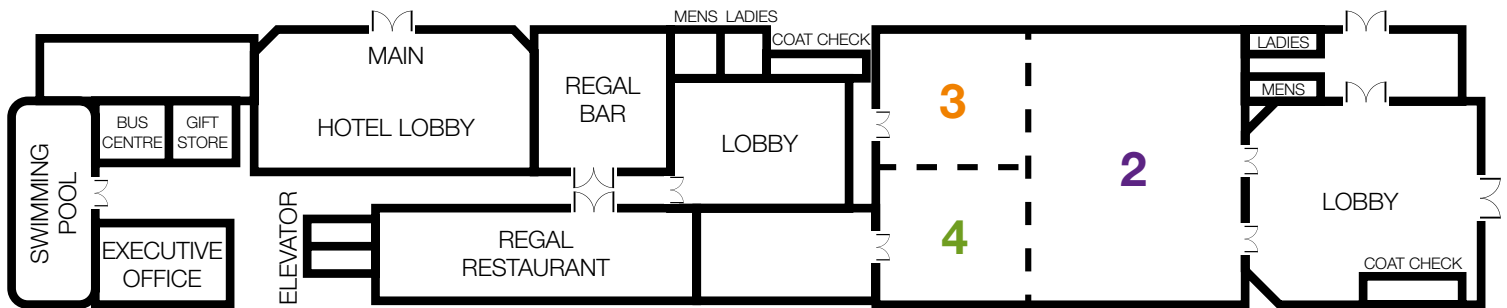 MENS LADIES
COAT CHECK
MAIN
HOTEL LOBBY
REGAL
BAR
BUS
CENTRE
GIFT
STORE
SWIMMING
POOL
EXECUTIVE
OFFICE
ELEVATOR
REGAL
RESTAURANT
LOBBY
3
4
2
LADIES
MENS
LOBBY
COAT CHECK